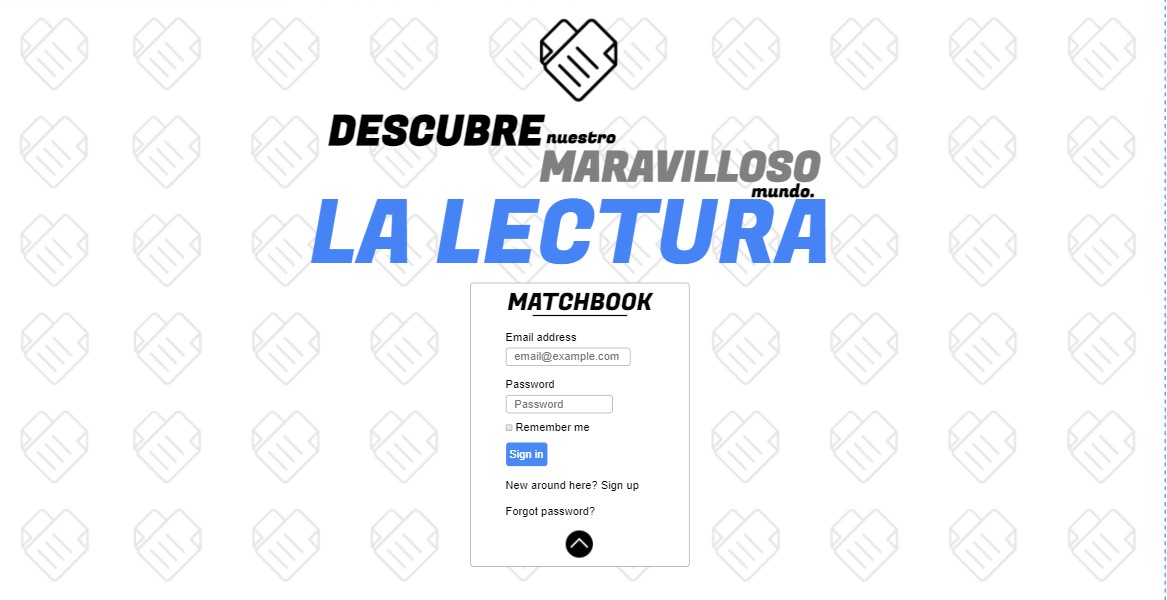 DESCUBRE nuestro
MARAVILLOSO
mundo.
LA LECTURA
MATCHBOOK
Email address
email@example.com
Password
Password
Remember me
Sign in
New around here? Sign up
Forgot password?